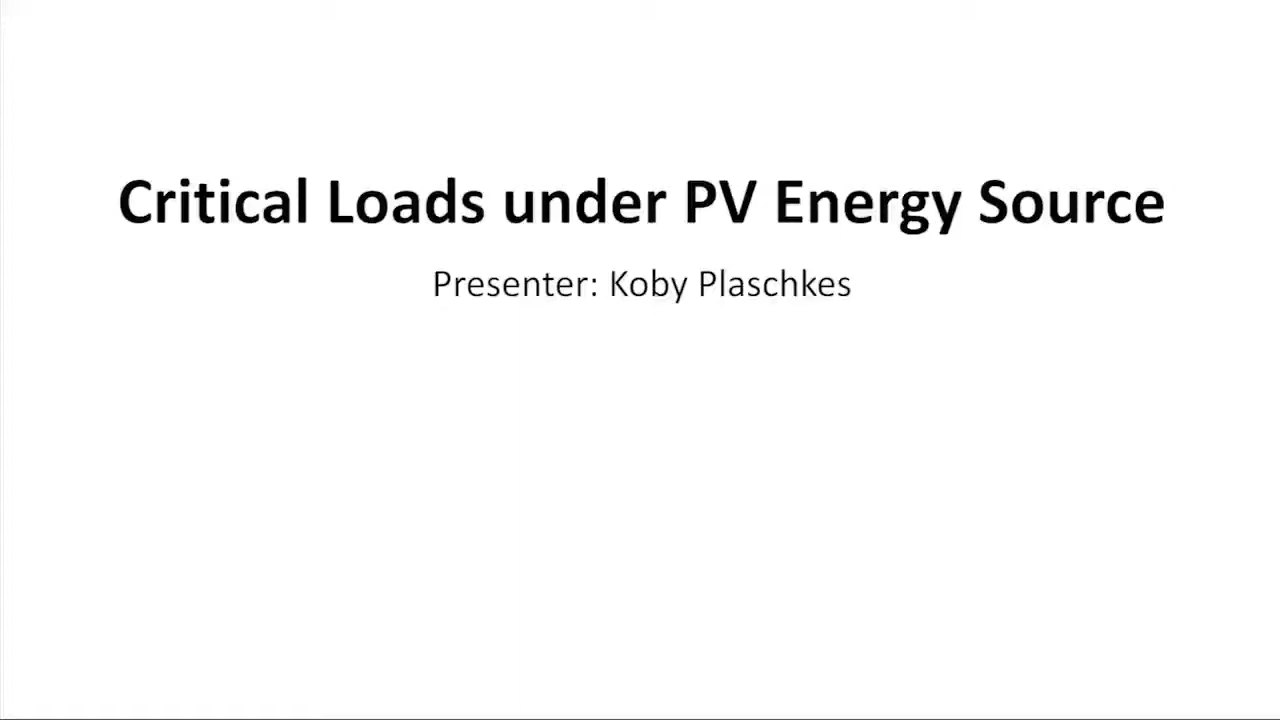 Critical Loads under PV Energy Source
Presenter: Koby Plaschkes